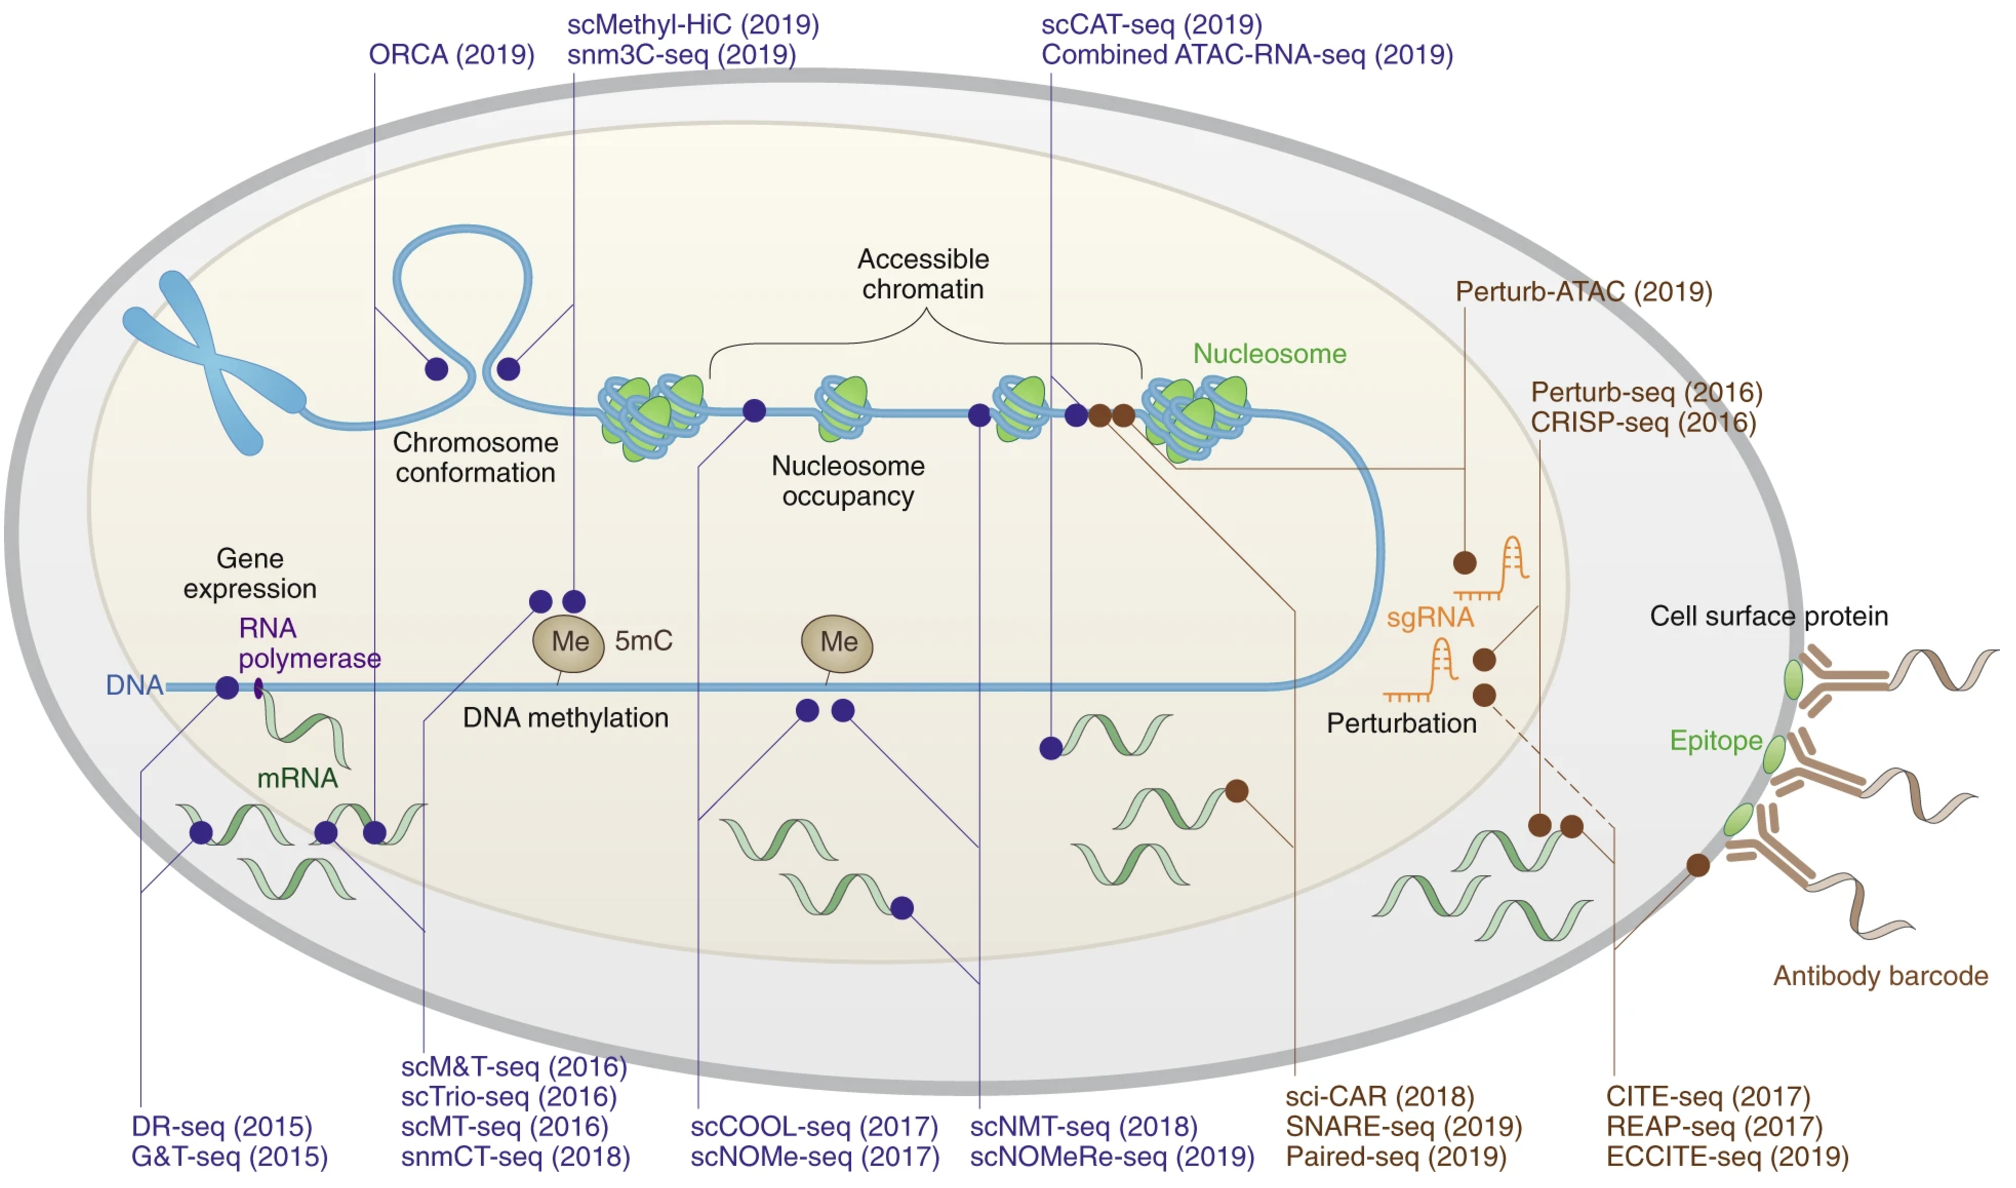 scMethyl-HiC (2019)
scCAT-seq (2019)
ORCA (2019)
snm3C-seq (2019)
Combined ATAC-RNA-seq (2019)
Accessible
chromatin
Perturb-ATAC (2019)
Nucleosome
Perturb-seq (2016)
CRISP-seq (2016)
Chromosome
conformation
Nucleosome
occupancy
Gene
expression
RNA
polymerase
Me
5mC
Me
sgRNA
Cell surface protein
DNA
DNA methylation
Perturbation
Epitope
mRNA
Antibody barcode
DR-seq (2015)
G&T-seq (2015)
scM&T-seq (2016)
scTrio-seq (2016)
scMT-seq (2016)
snmCT-seq (2018)
scCOOL-seq (2017)
scNOMe-seq (2017)
scNMT-seq (2018)
scNOMeRe-seq (2019)
sci-CAR (2018)
SNARE-seq (2019)
Paired-seq (2019)
CITE-seq (2017)
REAP-seq (2017)
ECCITE-seq (2019)